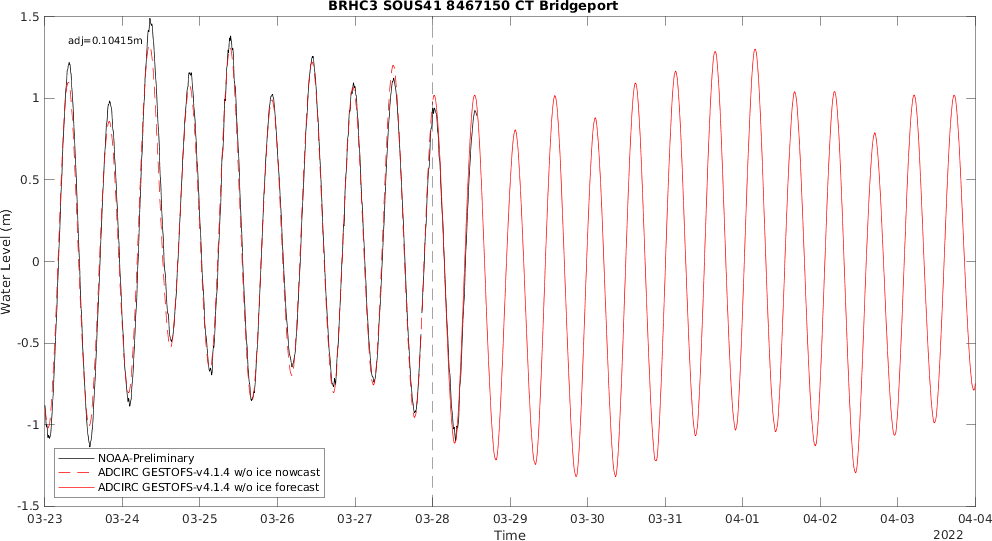 BRHC3 SOUS41 8467150 CT Bridgeport
adj=0.10415m
1.5
1
0.5
0
-0.5
-1
-1.5
Water Level (m)
NOAA-Preliminary
ADCIRC GESTOFS-v4.1.4 w/o ice nowcast
ADCIRC GESTOFS-v4.1.4 w/o ice forecast
03-23 03-24 03-25 03-26 03-27 03-28 03-29 03-30 03-31 04-01 04-02 04-03 04-04
Time
2022